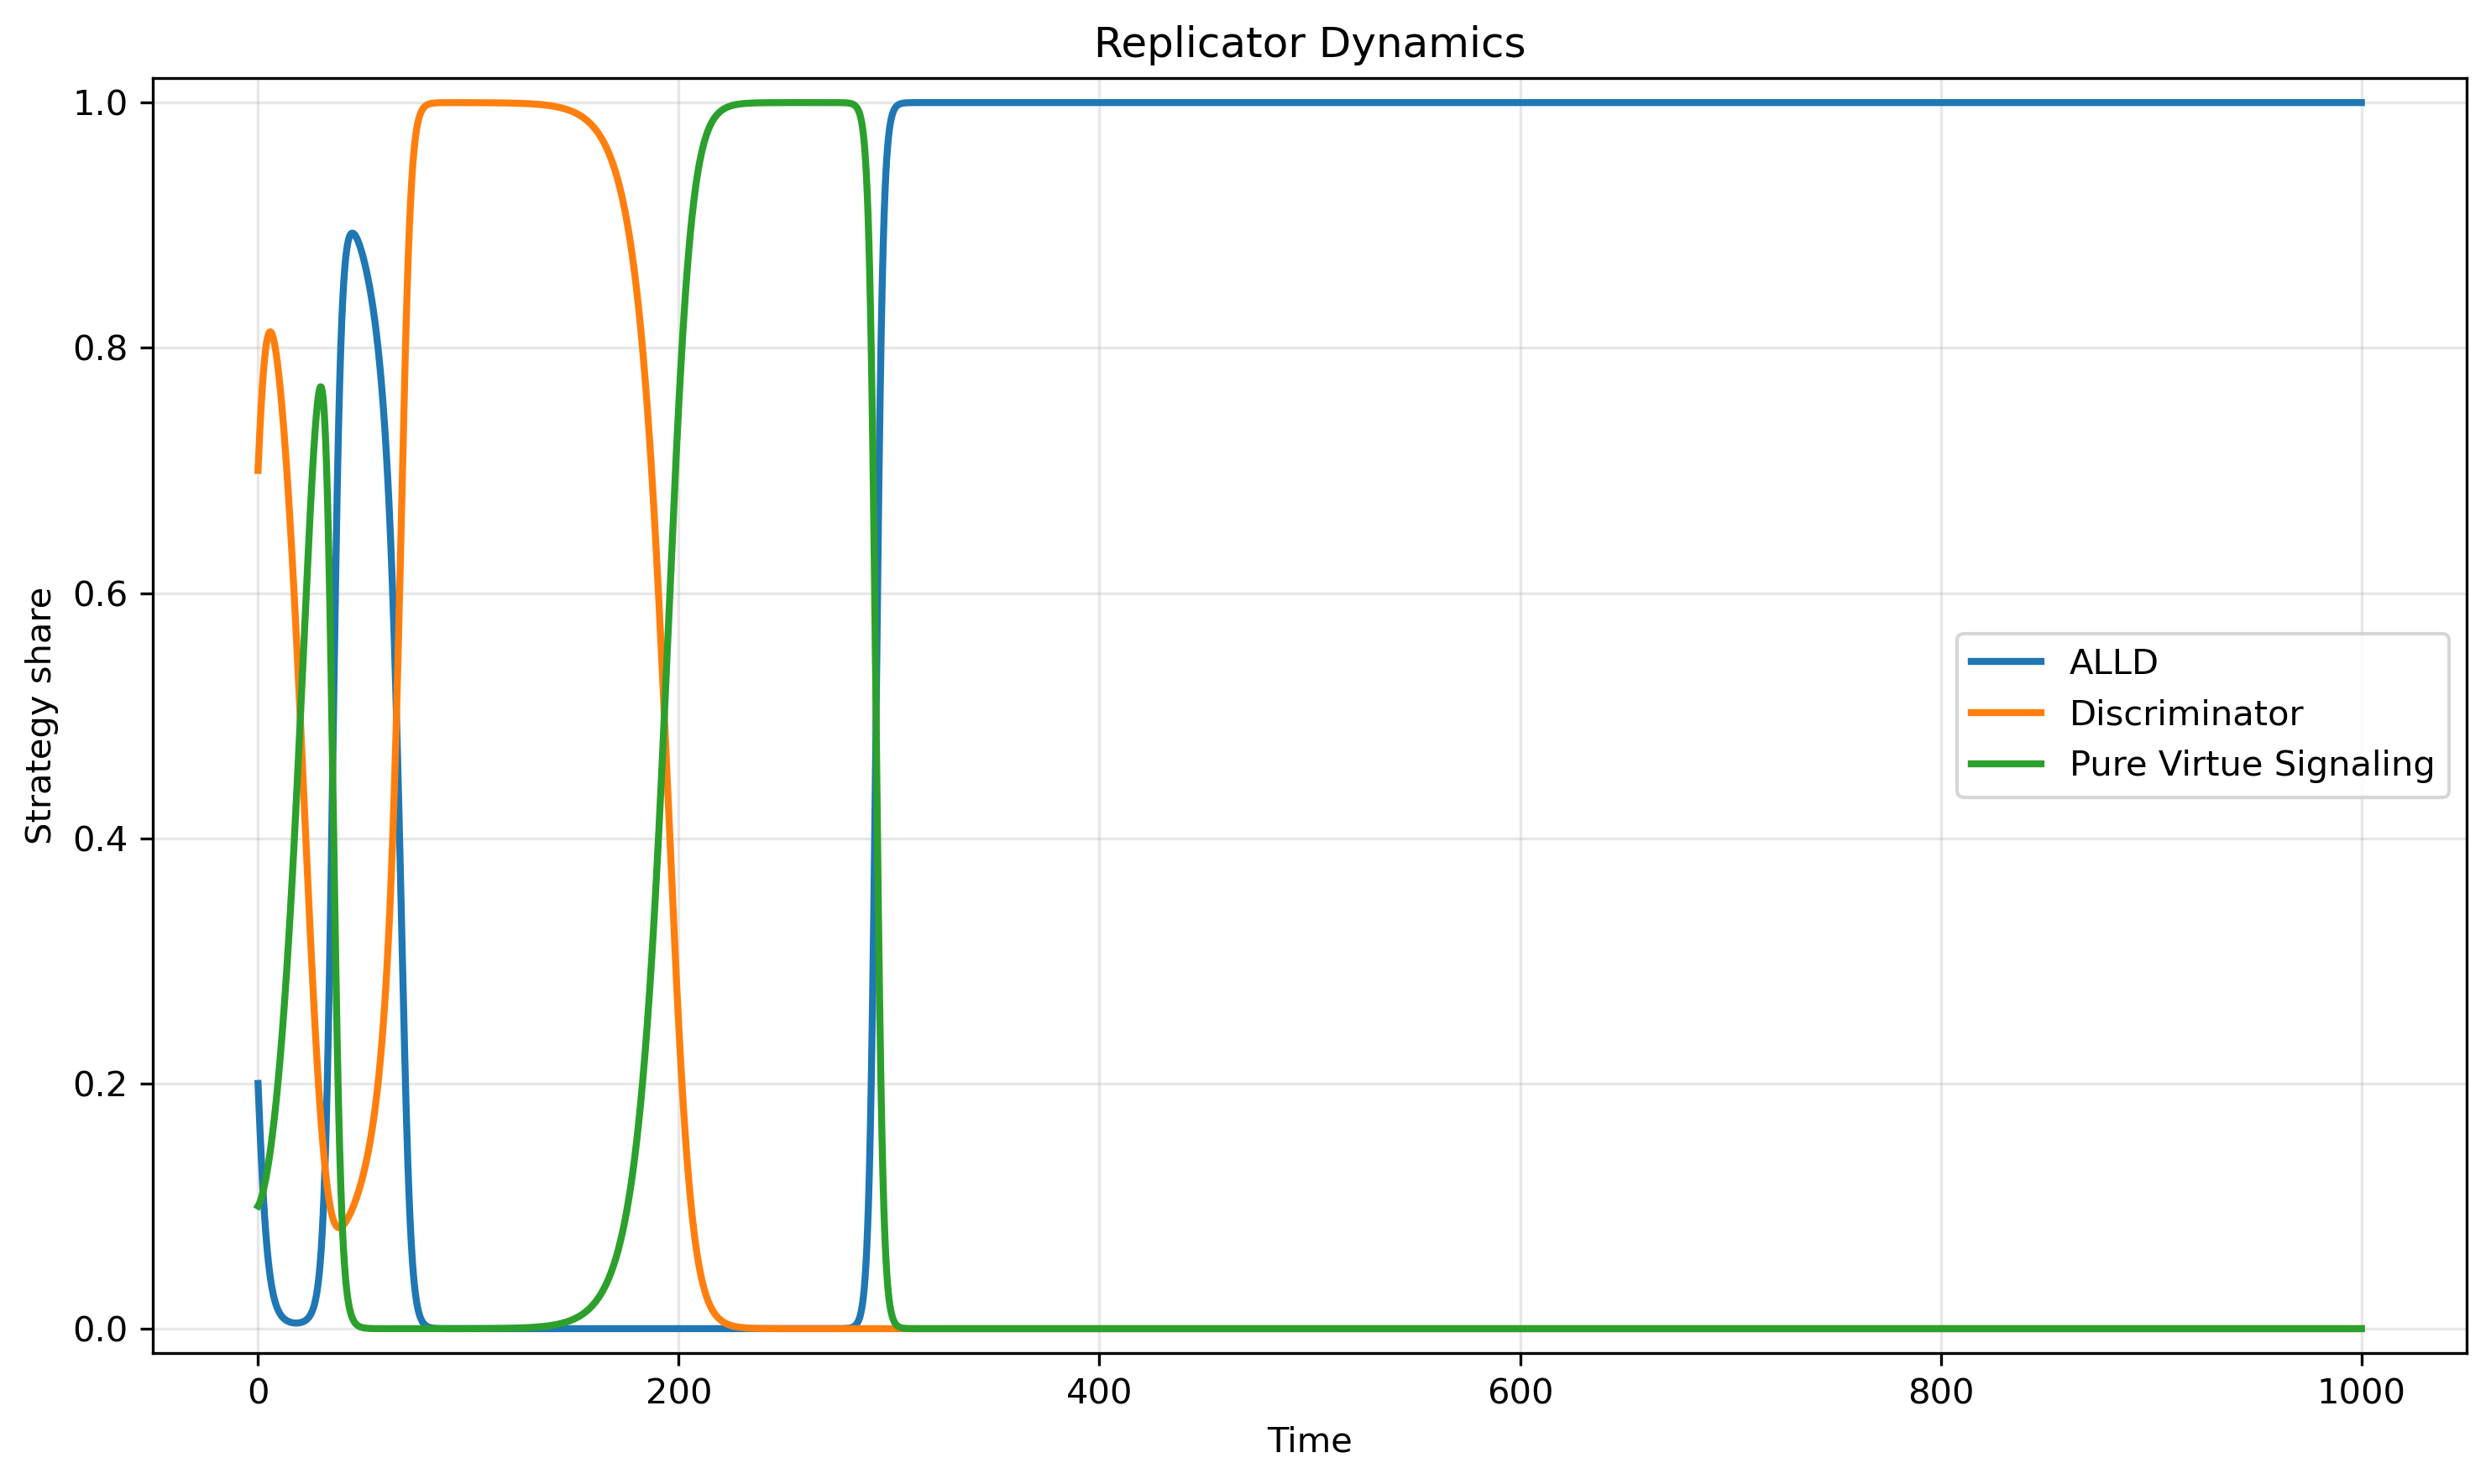 Replicator Dynamics
1.0
0.8
0.6
0.4
0.2
0.0
Strategy share
ALLD
Discriminator
Pure Virtue Signaling
0 200 400 600 800 1000
Time